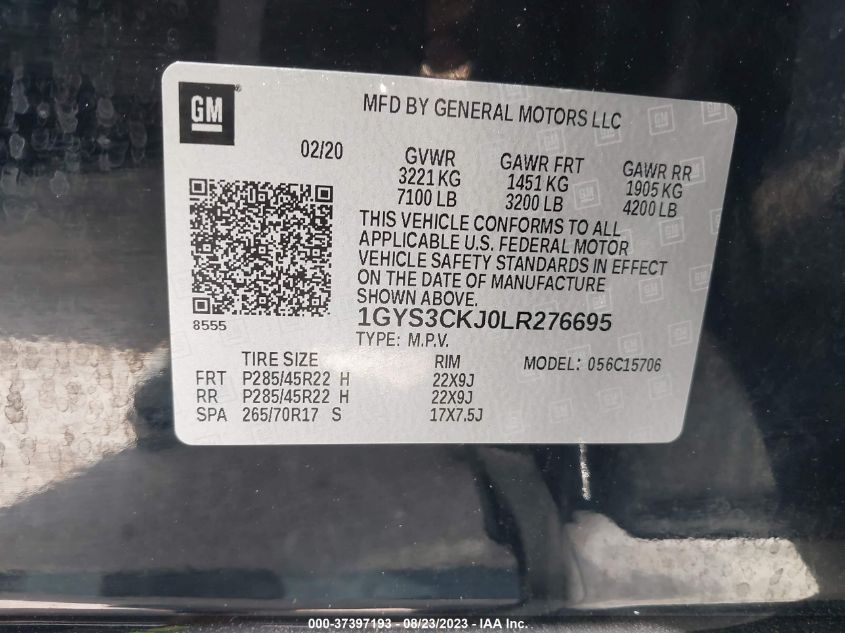 GM
MFD BY GENERAL MOTORS LLC
02/20
GVWR GAWR FRT GAWR RR
3221 KG 1451 KG 1905 KG
7100 LB 3200 LB 4200 LB
THIS VEHICLE CONFORMS TO ALL
APPLICABLE U.S. FEDERAL MOTOR
VEHICLE SAFETY STANDARDS IN EFFECT
ON THE DATE OF MANUFACTURE
SHOWN ABOVE.
8555
1GYS3CKJ0LR276695
TYPE: M.P.V.
TIRE SIZE RIM MODEL: 056C15706
FRT P285/45R22 H 22X9J
RR P285/45R22 H 22X9J
SPA 265/70R17 S 17X7.5J
000-37397193 - 08/23/2023 - IAA Inc.